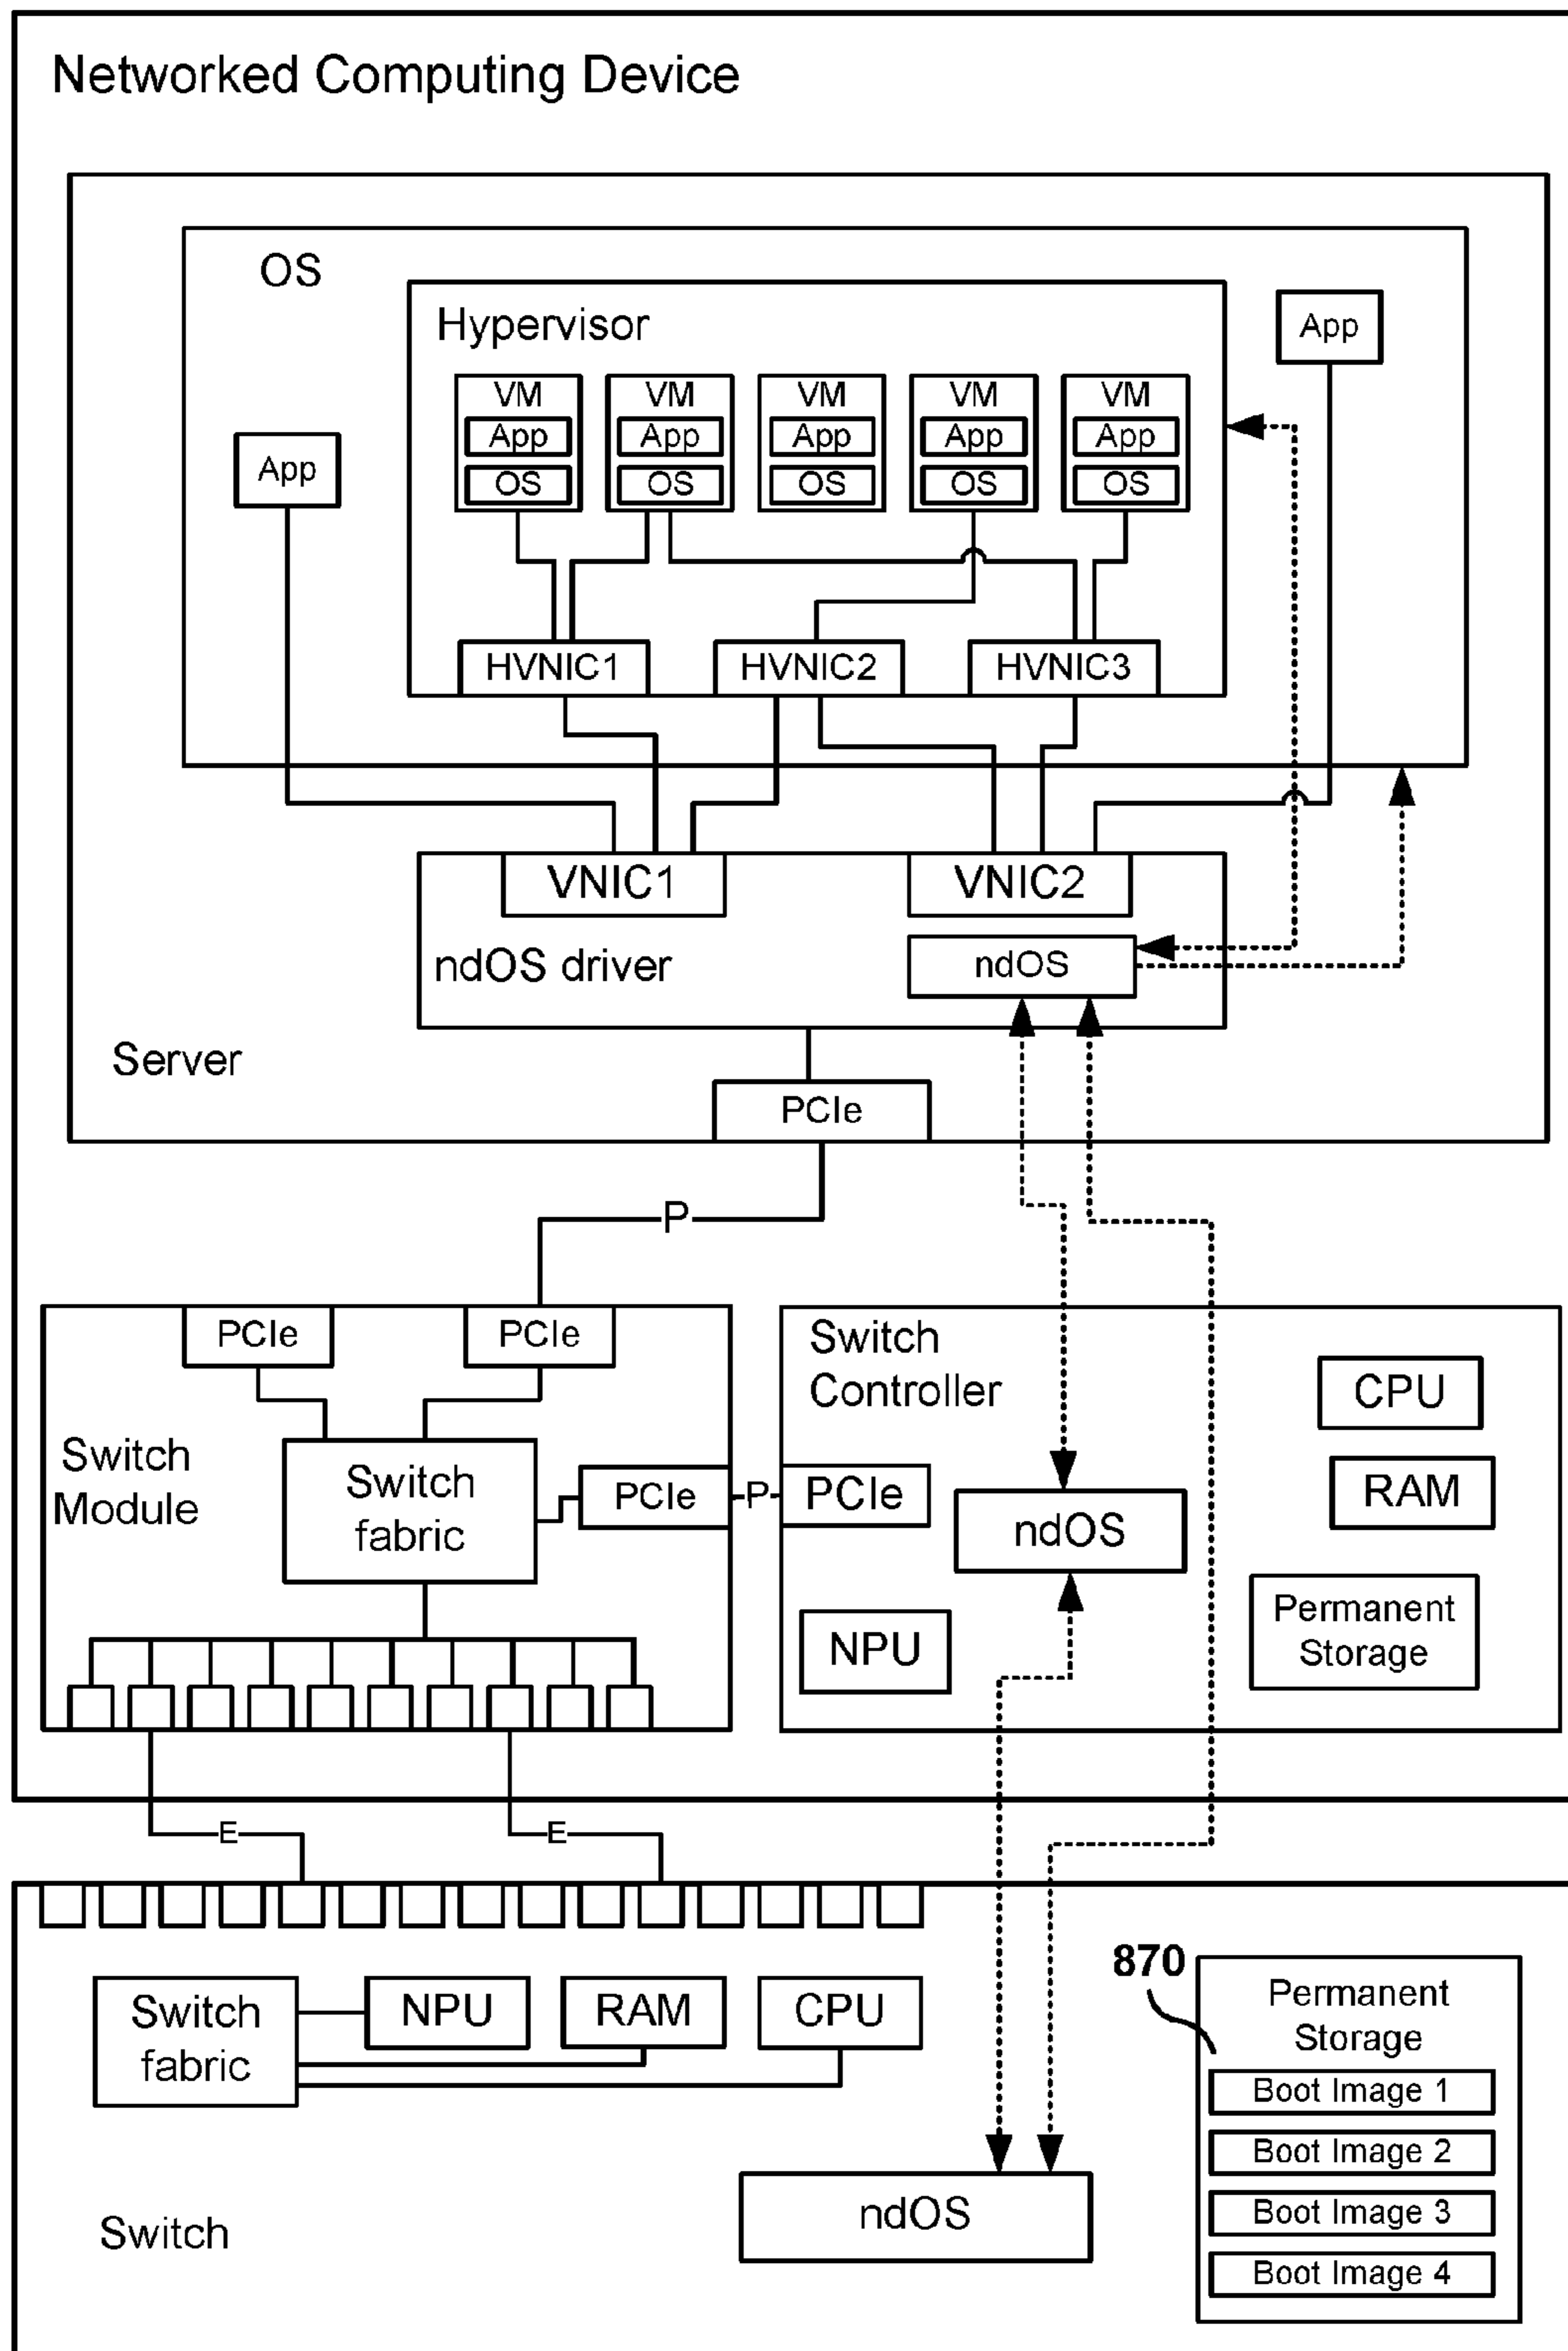 Networked Computing Device
OS
Hypervisor
App
VM
VM
VM
VM
VM
App
App
App
App
App
App
OS
OS
OS
OS
OS
HVNIC1
HVNIC2
HVNIC3
VNIC1
VNIC2
ndOS driver
ndOS
Server
PCIe
P
PCIe
PCIe
Switch
Module
Switch
fabric
PCIe
P
Switch
Controller
CPU
PCIe
RAM
ndOS
NPU
Permanent
Storage
E
E
870
Switch
fabric
NPU
RAM
CPU
Permanent
Storage
Boot Image 1
Boot Image 2
Boot Image 3
Boot Image 4
ndOS
Switch